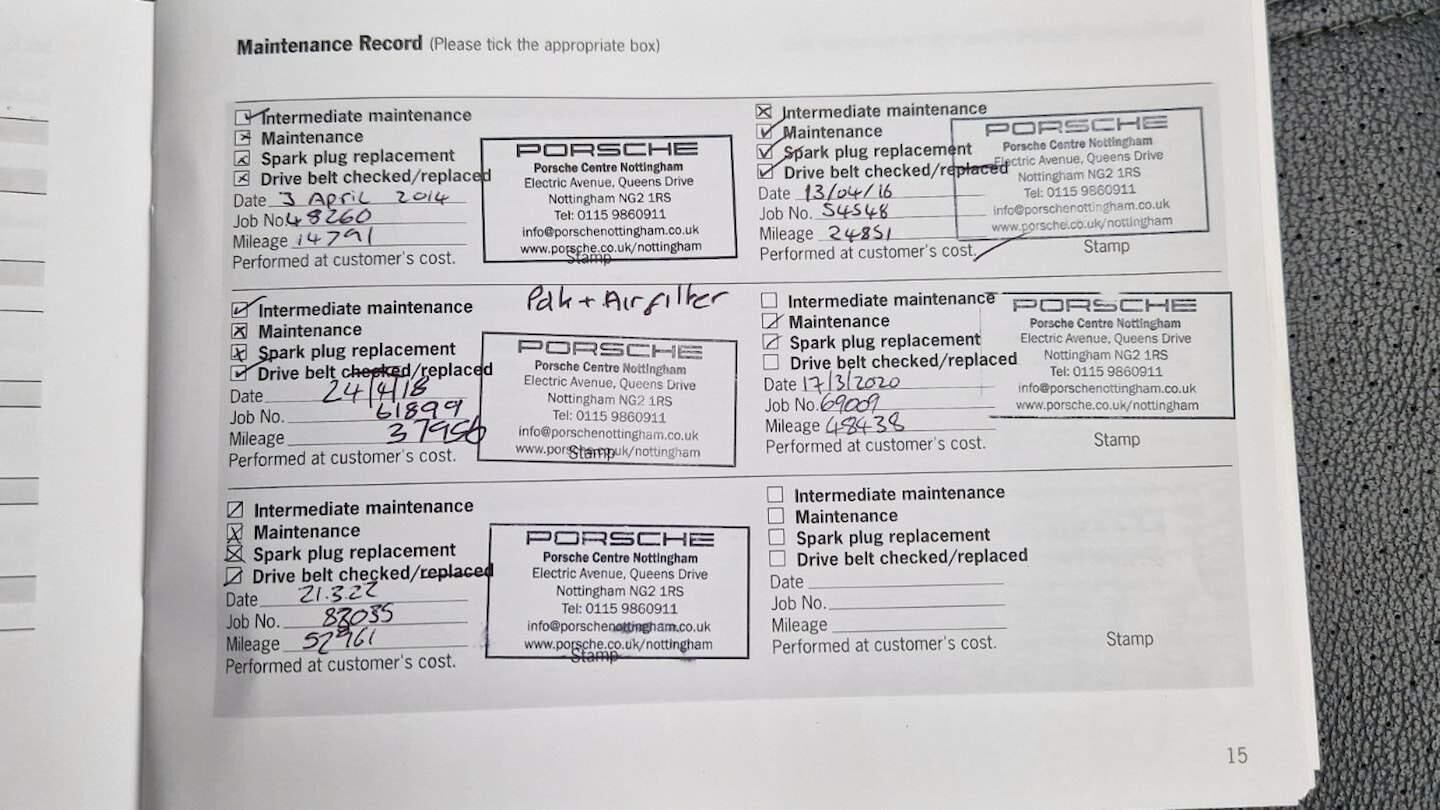 Maintenance Record (Please tick the appropriate box)
Intermediate maintenance
Maintenance
Spark plug replacement
Drive belt checked/replaced
Date 3 April 2014
Job No. 48260
Mileage 14791
Performed at customer's cost.
PORSCHE
Porsche Centre Nottingham
Electric Avenue, Queens Drive
Nottingham NG2 1RS
Tel: 0115 9860911
info@porschenottingham.co.uk
www.porsche.co.uk/nottingham
Stamp
Intermediate maintenance
Maintenance
Spark plug replacement
Drive belt checked/replaced
Date 13/04/16
Job No. 54548
Mileage 24851
Performed at customer's cost.
PORSCHE
Porsche Centre Nottingham
Electric Avenue, Queens Drive
Nottingham NG2 1RS
Tel: 0115 9860911
info@porschenottingham.co.uk
www.porsche.co.uk/nottingham
Stamp
Intermediate maintenance
Maintenance
Spark plug replacement
Drive belt checked/replaced
Date 24/4/18
Job No. 61899
Mileage 37956
Performed at customer's cost.
Pdk + Air filter
PORSCHE
Porsche Centre Nottingham
Electric Avenue, Queens Drive
Nottingham NG2 1RS
Tel: 0115 9860911
info@porschenottingham.co.uk
www.porsche.co.uk/nottingham
Stamp
Intermediate maintenance
Maintenance
Spark plug replacement
Drive belt checked/replaced
Date 17/3/2020
Job No. 69009
Mileage 48438
Performed at customer's cost.
PORSCHE
Porsche Centre Nottingham
Electric Avenue, Queens Drive
Nottingham NG2 1RS
Tel: 0115 9860911
info@porschenottingham.co.uk
www.porsche.co.uk/nottingham
Stamp
Intermediate maintenance
Maintenance
Spark plug replacement
Drive belt checked/replaced
Date 21.3.22
Job No.
Mileage 52961
Performed at customer's cost.
PORSCHE
Porsche Centre Nottingham
Electric Avenue, Queens Drive
Nottingham NG2 1RS
Tel: 0115 9860911
info@porschenottingham.co.uk
www.porsche.co.uk/nottingham
Stamp
Intermediate maintenance
Maintenance
Spark plug replacement
Drive belt checked/replaced
Date
Job No.
Mileage
Performed at customer's cost.
Stamp
15